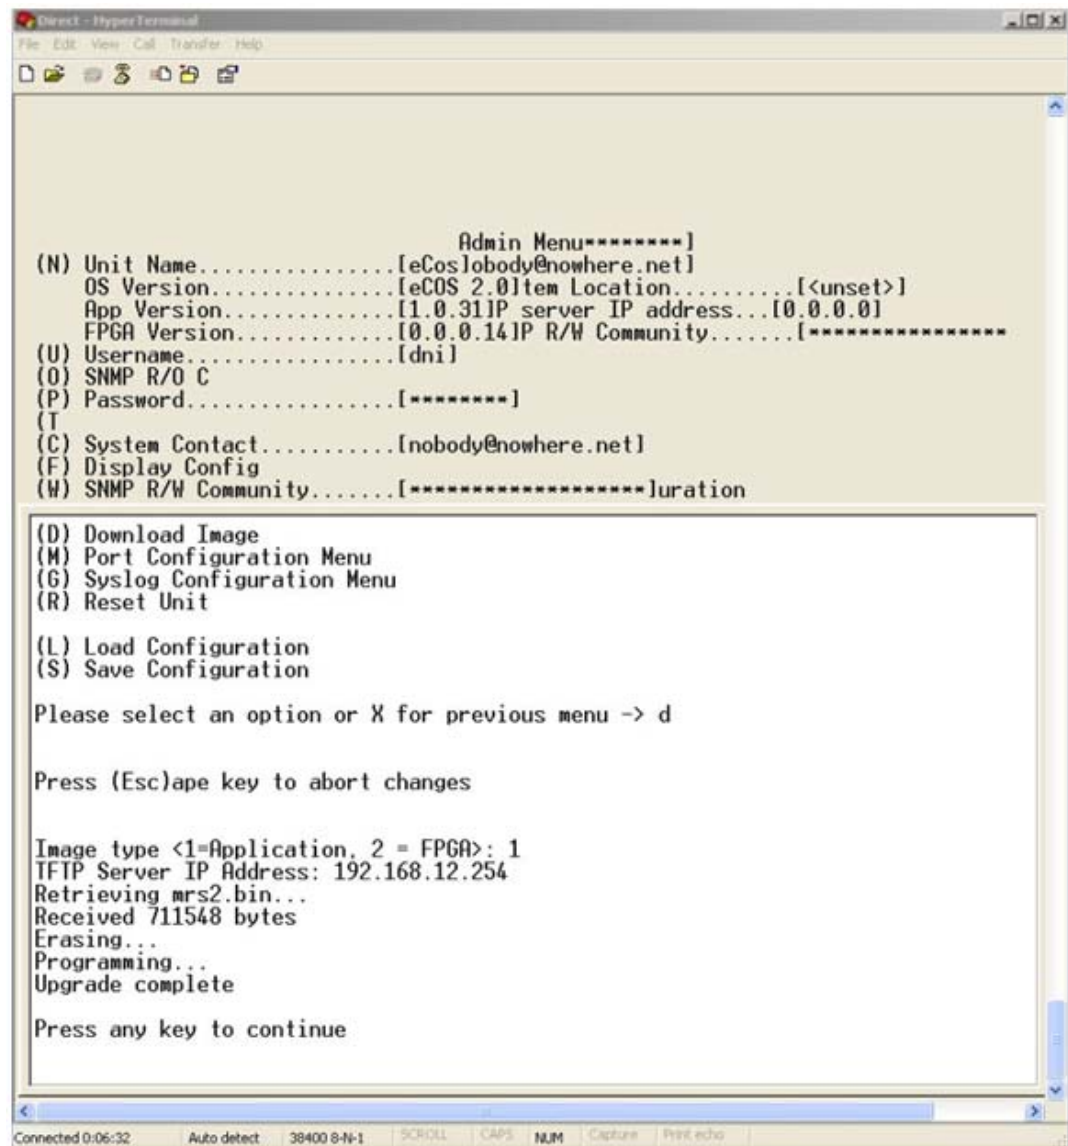 Direct - HyperTerminal
File Edit View Call Transfer Help
Admin Menu********]
(N) Unit Name................[eCos]obody@nowhere.net]
OS Version...............[eCOS 2.0]tem Location..........[<unset>]
App Version..............[1.0.31]P server IP address...[0.0.0.0]
FPGA Version.............[0.0.0.14]P R/W Community.......[****************
(U) Username.................[dni]
(O) SNMP R/O C
(P) Password.................[********]
(T
(C) System Contact...........[nobody@nowhere.net]
(F) Display Config
(W) SNMP R/W Community.......[*******************]uration
(D) Download Image
(M) Port Configuration Menu
(G) Syslog Configuration Menu
(R) Reset Unit
(L) Load Configuration
(S) Save Configuration
Please select an option or X for previous menu -> d
Press (Esc)ape key to abort changes
Image type <1=Application, 2 = FPGA>: 1
TFTP Server IP Address: 192.168.12.254
Retrieving mrs2.bin...
Received 711548 bytes
Erasing...
Programming...
Upgrade complete
Press any key to continue
Connected 0:06:32 Auto detect 38400 8-N-1 SCROLL CAPS NUM Capture Print echo